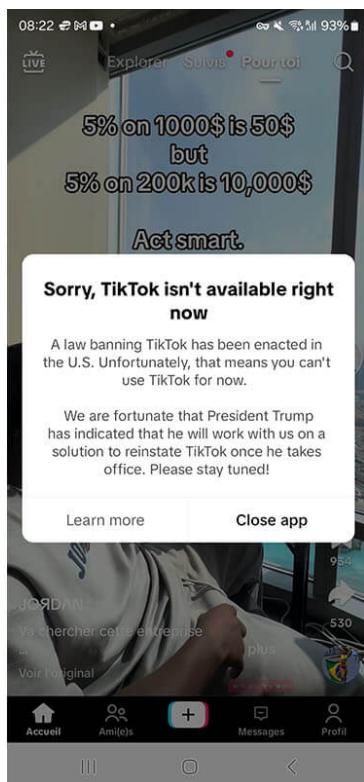 08:22
93%
LIVE
Explorer Suivis Pour toi
5% on 1000$ is 50$
but
5% on 200k is 10,000$
Act smart.
Sorry, TikTok isn't available right
now
A law banning TikTok has been enacted in
the U.S. Unfortunately, that means you can't
use TikTok for now.
We are fortunate that President Trump
has indicated that he will work with us on a
solution to reinstate TikTok once he takes
office. Please stay tuned!
Learn more
Close app
954
JORDAN
530
Va chercher cette entreprise
... plus
Voir l'original
Accueil
Ami(e)s
Messages
Profil